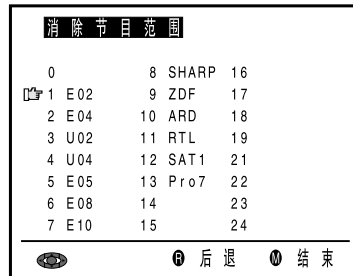 消除节目范围
0 8 SHARP 16
1 E02 9 ZDF 17
2 E04 10 ARD 18
3 U02 11 RTL 19
4 U04 12 SAT1 21
5 E05 13 Pro7 22
6 E08 14 23
7 E10 15 24
R 后退 M 结束